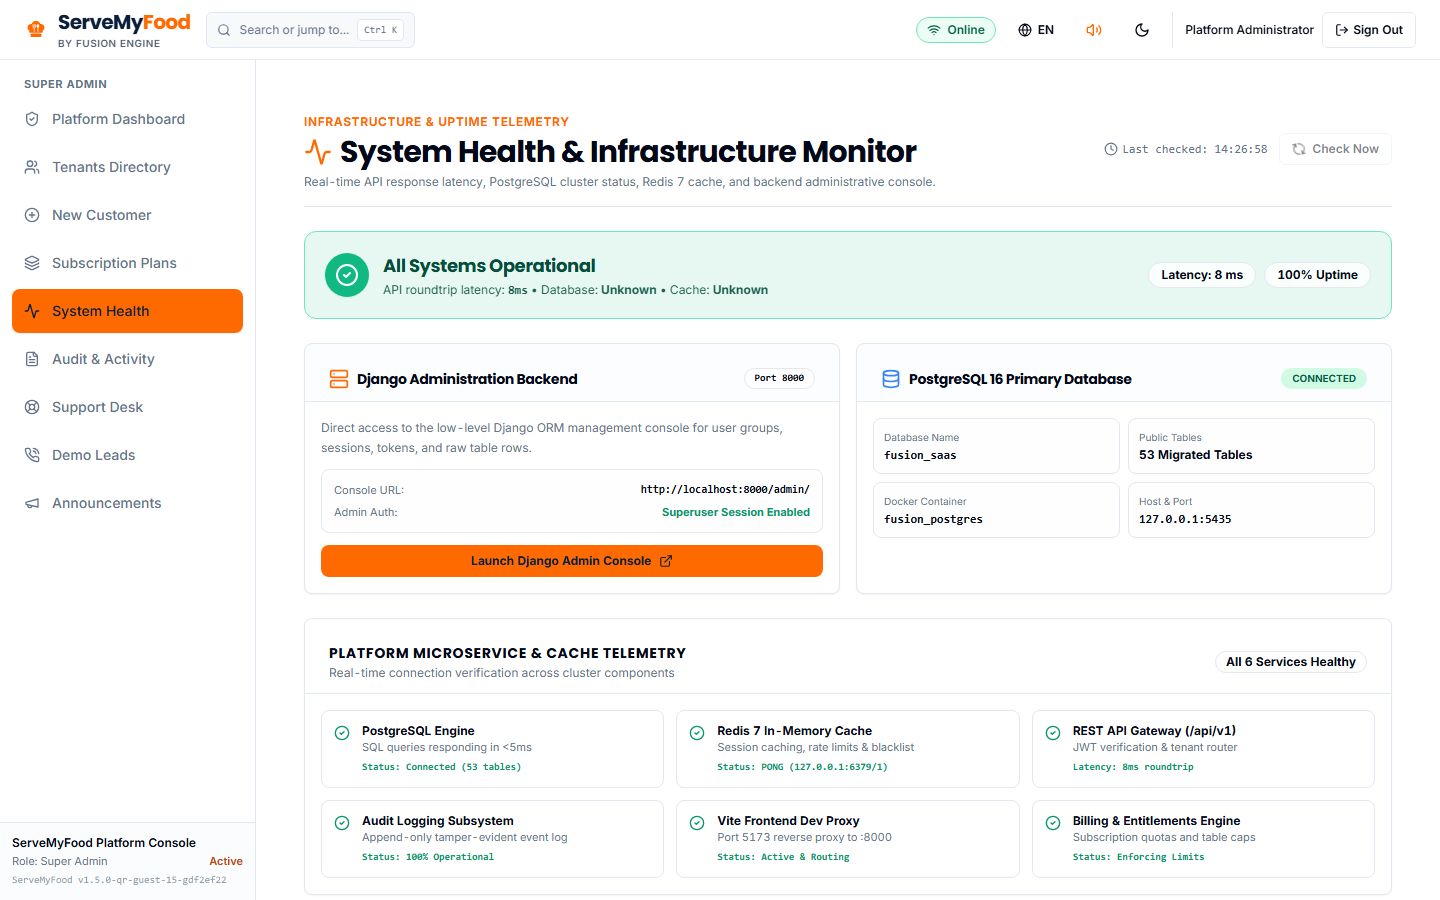 ServeMyFood
BY FUSION ENGINE
Search or jump to... Ctrl K
Online
EN
Platform Administrator
Sign Out
SUPER ADMIN
Platform Dashboard
Tenants Directory
New Customer
Subscription Plans
System Health
Audit & Activity
Support Desk
Demo Leads
Announcements
ServeMyFood Platform Console
Role: Super Admin Active
ServeMyFood v1.5.0-qr-guest-15-gdf2ef22
INFRASTRUCTURE & UPTIME TELEMETRY
System Health & Infrastructure Monitor
Real-time API response latency, PostgreSQL cluster status, Redis 7 cache, and backend administrative console.
Last checked: 14:26:58
Check Now
All Systems Operational
API roundtrip latency: 8ms • Database: Unknown • Cache: Unknown
Latency: 8 ms
100% Uptime
Django Administration Backend
Port 8000
Direct access to the low-level Django ORM management console for user groups,
sessions, tokens, and raw table rows.
Console URL: http://localhost:8000/admin/
Admin Auth: Superuser Session Enabled
Launch Django Admin Console
PostgreSQL 16 Primary Database
CONNECTED
Database Name
fusion_saas
Public Tables
53 Migrated Tables
Docker Container
fusion_postgres
Host & Port
127.0.0.1:5435
PLATFORM MICROSERVICE & CACHE TELEMETRY
Real-time connection verification across cluster components
All 6 Services Healthy
PostgreSQL Engine
SQL queries responding in <5ms
Status: Connected (53 tables)
Redis 7 In-Memory Cache
Session caching, rate limits & blacklist
Status: PONG (127.0.0.1:6379/1)
REST API Gateway (/api/v1)
JWT verification & tenant router
Latency: 8ms roundtrip
Audit Logging Subsystem
Append-only tamper-evident event log
Status: 100% Operational
Vite Frontend Dev Proxy
Port 5173 reverse proxy to :8000
Status: Active & Routing
Billing & Entitlements Engine
Subscription quotas and table caps
Status: Enforcing Limits